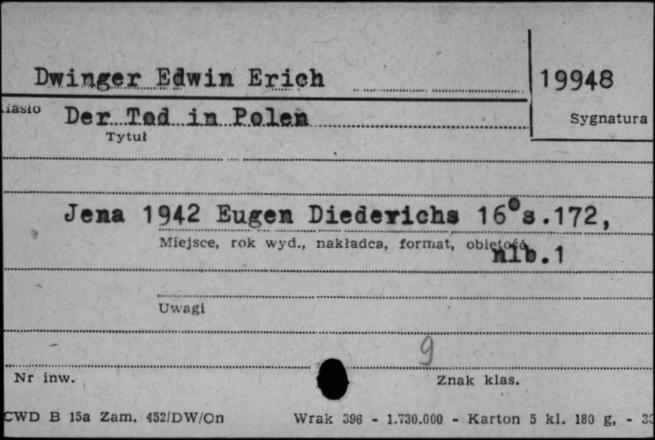 Dwinger Edwin Erich 19948
Der Tod in Polen Sygnatura
Tytuł
Jena 1942 Eugen Diederichs 16° s.172,
Miejsce, rok wyd., nakładca, format, objętość
nlb.1
Uwagi
9
Nr inw. Znak klas.
CWD B 15a Zam. 452/DW/On Wrak 396 - 1.730.000 - Karton 5 kl. 180 g, -